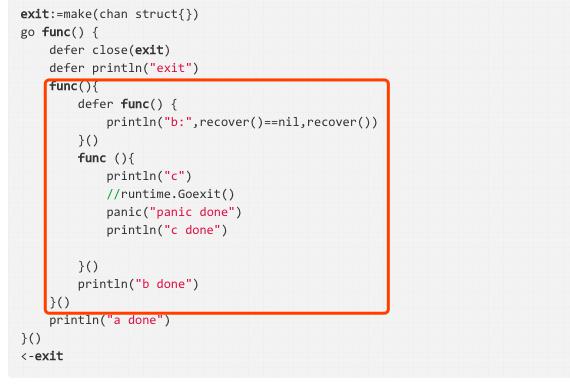 exit:=make(chan struct{})
go func() {
    defer close(exit)
    defer println("exit")
    func(){
        defer func() {
            println("b:",recover()==nil,recover())
        }()
        func (){
            println("c")
            //runtime.Goexit()
            panic("panic done")
            println("c done")

        }()
        println("b done")
    }()
    println("a done")
}()
<-exit